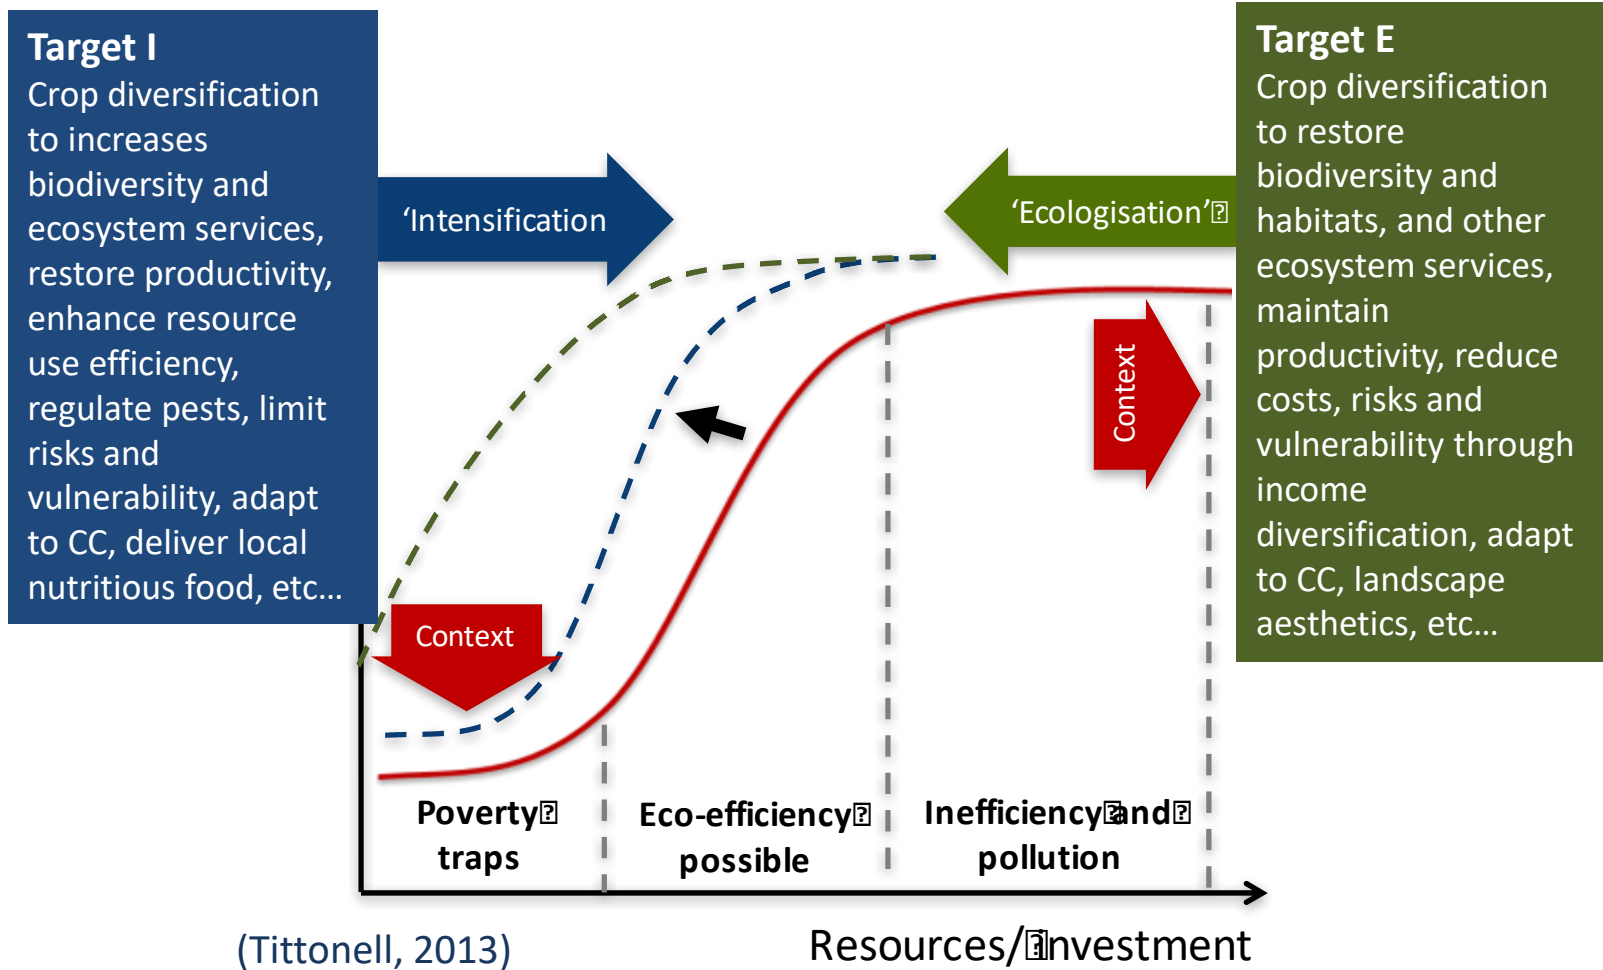 Target I
Crop diversification
to increases
biodiversity and
ecosystem services,
restore productivity,
enhance resource
use efficiency,
regulate pests, limit
risks and
vulnerability, adapt
to CC, deliver local
nutritious food, etc…
‘Intensification
‘Ecologisation’⍰
Target E
Crop diversification
to restore
biodiversity and
habitats, and other
ecosystem services,
maintain
productivity, reduce
costs, risks and
vulnerability through
income
diversification, adapt
to CC, landscape
aesthetics, etc…
Context
Context
Poverty⍰
traps
Eco-efficiency⍰
possible
Inefficiency⍰and⍰
pollution
(Tittonell, 2013)
Resources/⍰investment